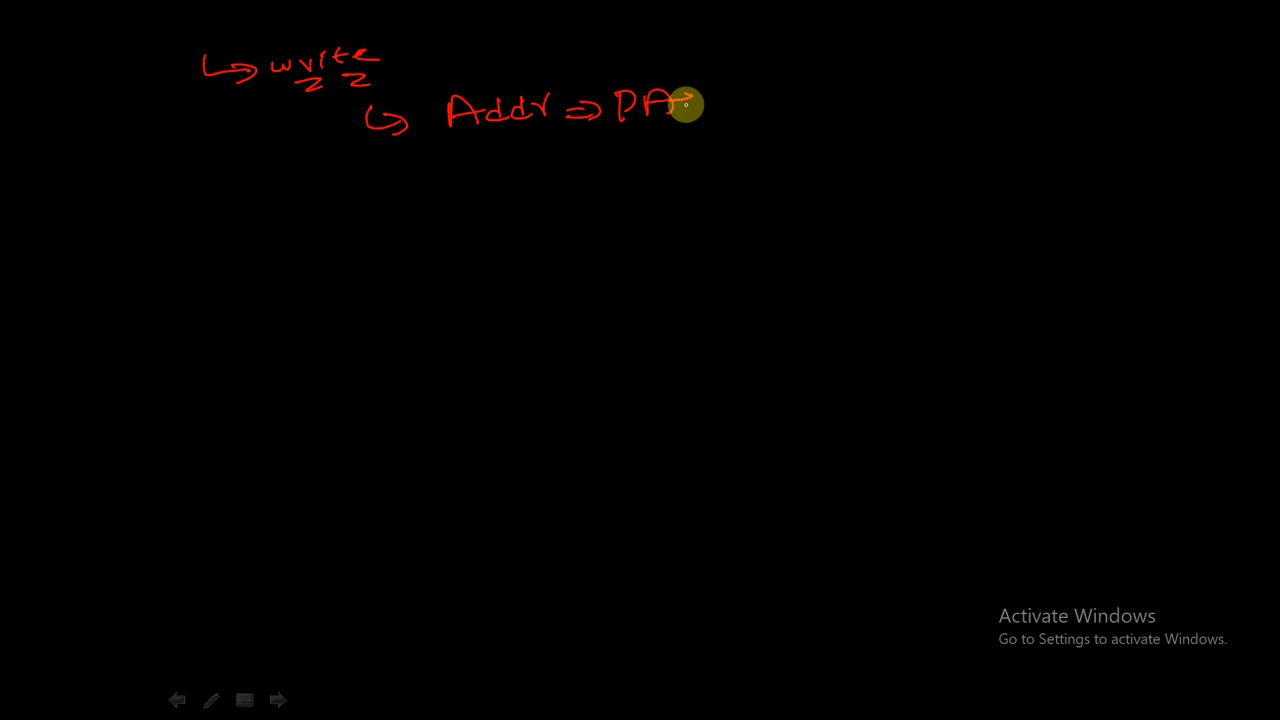 ↳ write
↳ Addr ⇒ PA
Activate Windows
Go to Settings to activate Windows.